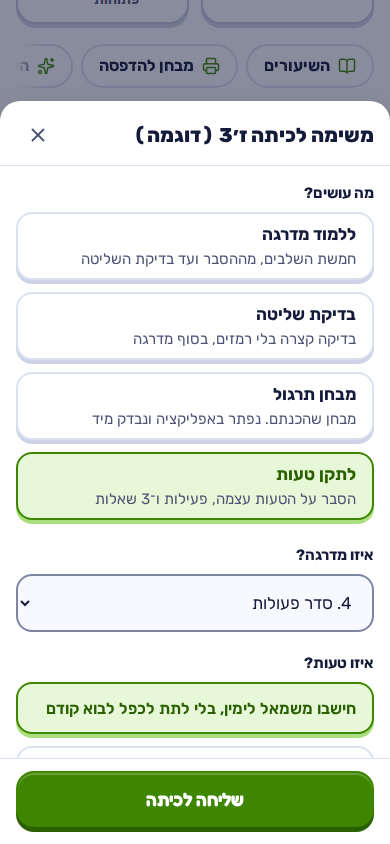 פתוחות
השיעורים
מבחן להדפסה
משימה לכיתה ז׳3 (דוגמה)
מה עושים?
ללמוד מדרגה
חמשת השלבים, מההסבר ועד בדיקת השליטה
בדיקת שליטה
בדיקה קצרה בלי רמזים, בסוף מדרגה
מבחן תרגול
מבחן שהכנתם. נפתר באפליקציה ונבדק מיד
לתקן טעות
הסבר על הטעות עצמה, פעילות ו־3 שאלות
איזו מדרגה?
4. סדר פעולות
איזו טעות?
חישבו משמאל לימין, בלי לתת לכפל לבוא קודם
שליחה לכיתה